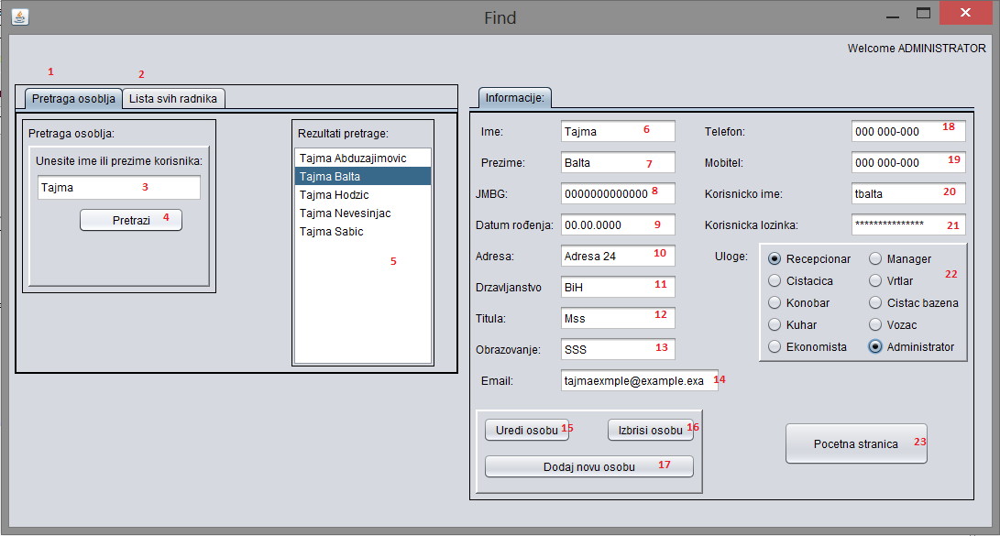 Find
Welcome ADMINISTRATOR
1
2
Pretraga osoblja
Lista svih radnika
Pretraga osoblja:
Unesite ime ili prezime korisnika:
Tajma 3
Pretrazi 4
Rezultati pretrage:
Tajma Abduzajimovic
Tajma Balta
Tajma Hodzic
Tajma Nevesinjac
Tajma Sabic
5
Informacije:
Ime: Tajma 6
Prezime: Balta 7
JMBG: 0000000000000 8
Datum rođenja: 00.00.0000 9
Adresa: Adresa 24 10
Drzavljanstvo BiH 11
Titula: Mss 12
Obrazovanje: SSS 13
Email: tajmaexmple@example.exa 14
Uredi osobu 15
Izbrisi osobu 16
Dodaj novu osobu 17
Telefon: 000 000-000 18
Mobitel: 000 000-000 19
Korisnicko ime: tbalta 20
Korisnicka lozinka: *************** 21
Uloge:
Recepcionar Manager
22
Cistacica Vrtlar
Konobar Cistac bazena
Kuhar Vozac
Ekonomista Administrator
Pocetna stranica 23